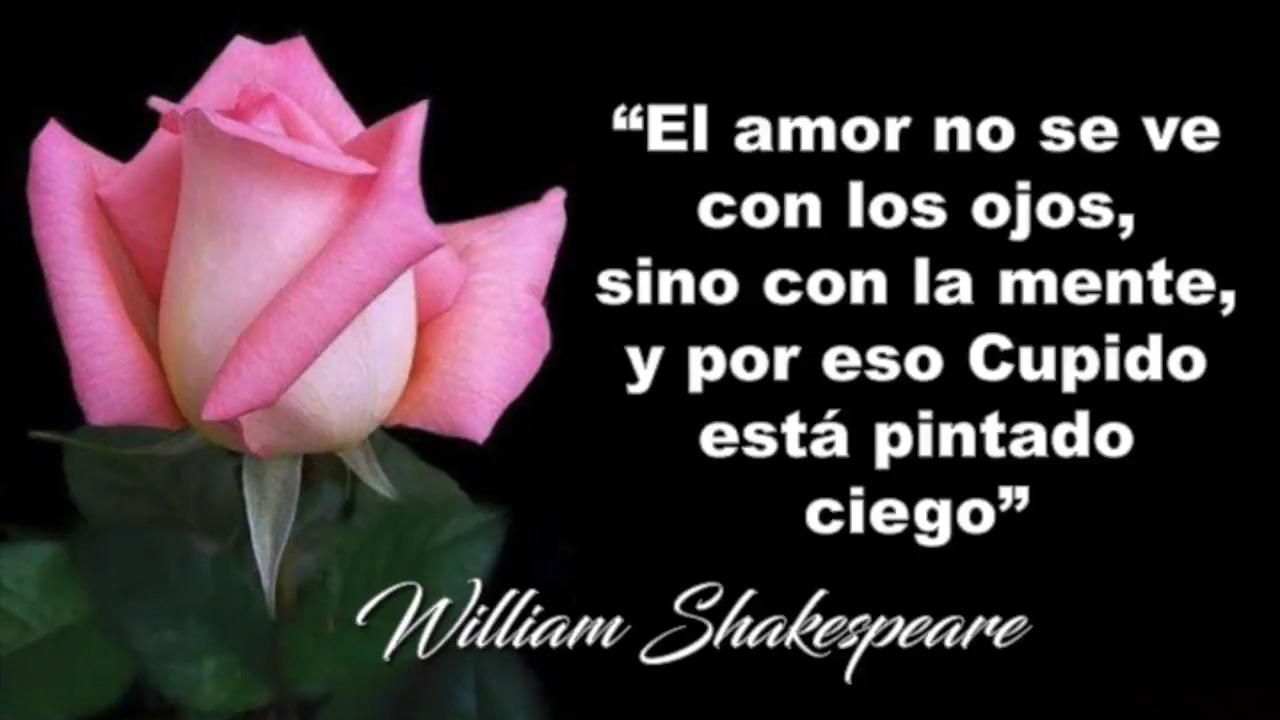 “El amor no se ve
con los ojos,
sino con la mente,
y por eso Cupido
está pintado
ciego”
William Shakespeare